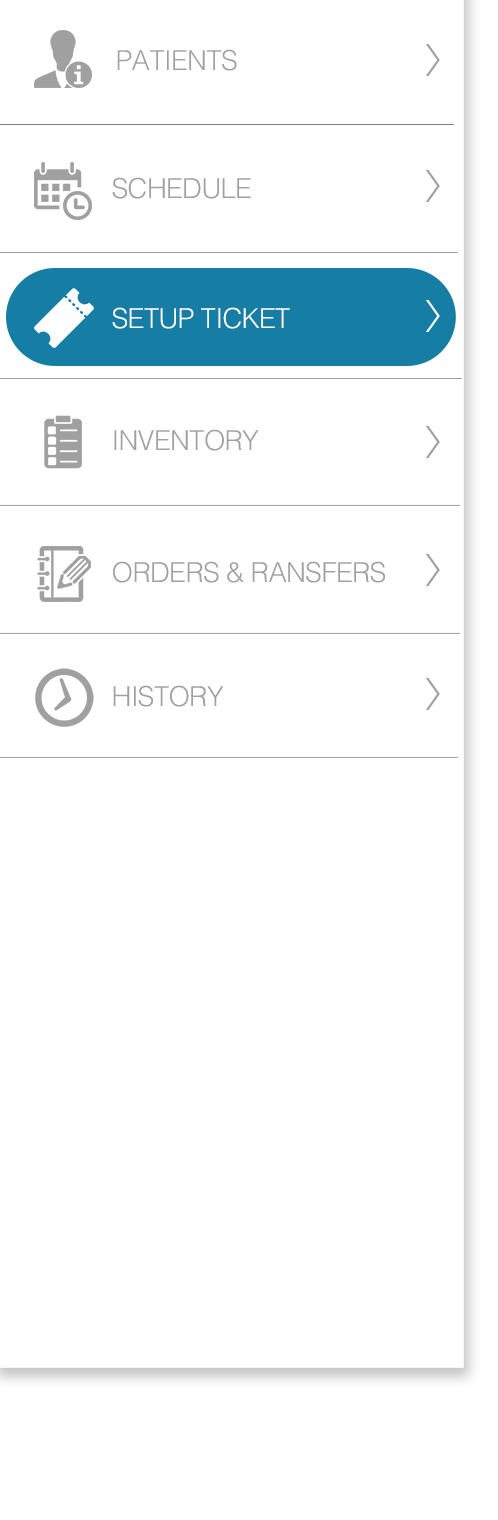 PATIENTS
SCHEDULE
SETUP TICKET
INVENTORY
ORDERS & RANSFERS
HISTORY